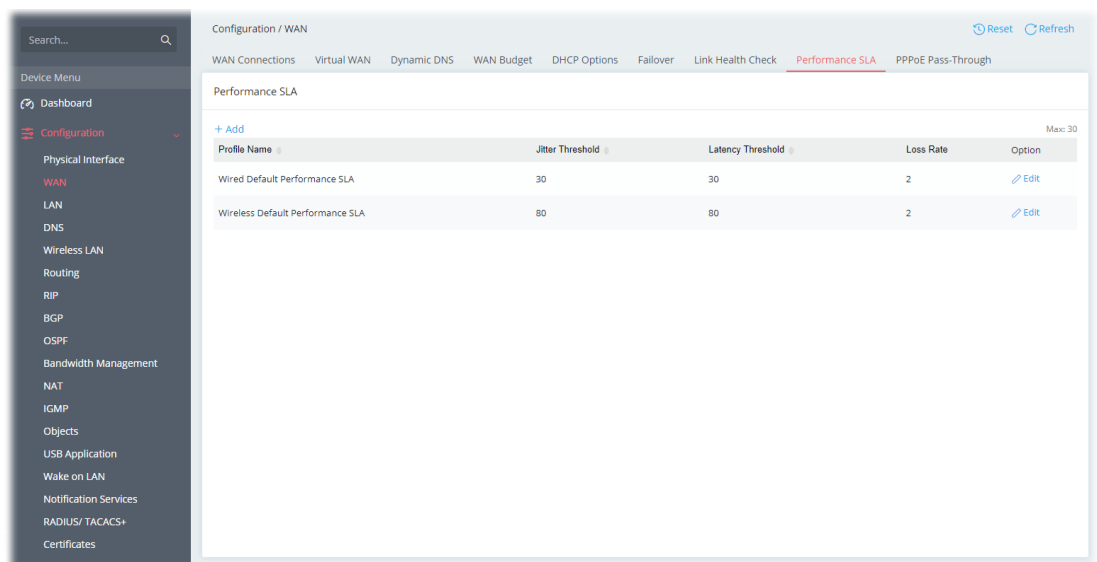 Search...
Device Menu
Dashboard
Configuration
Physical Interface
WAN
LAN
DNS
Wireless LAN
Routing
RIP
BGP
OSPF
Bandwidth Management
NAT
IGMP
Objects
USB Application
Wake on LAN
Notification Services
RADIUS/ TACACS+
Certificates
Configuration / WAN
Reset Refresh
WAN Connections Virtual WAN Dynamic DNS WAN Budget DHCP Options Failover Link Health Check Performance SLA PPPoE Pass-Through
Performance SLA
+ Add Max: 30
Profile Name Jitter Threshold Latency Threshold Loss Rate Option
Wired Default Performance SLA 30 30 2 Edit
Wireless Default Performance SLA 80 80 2 Edit